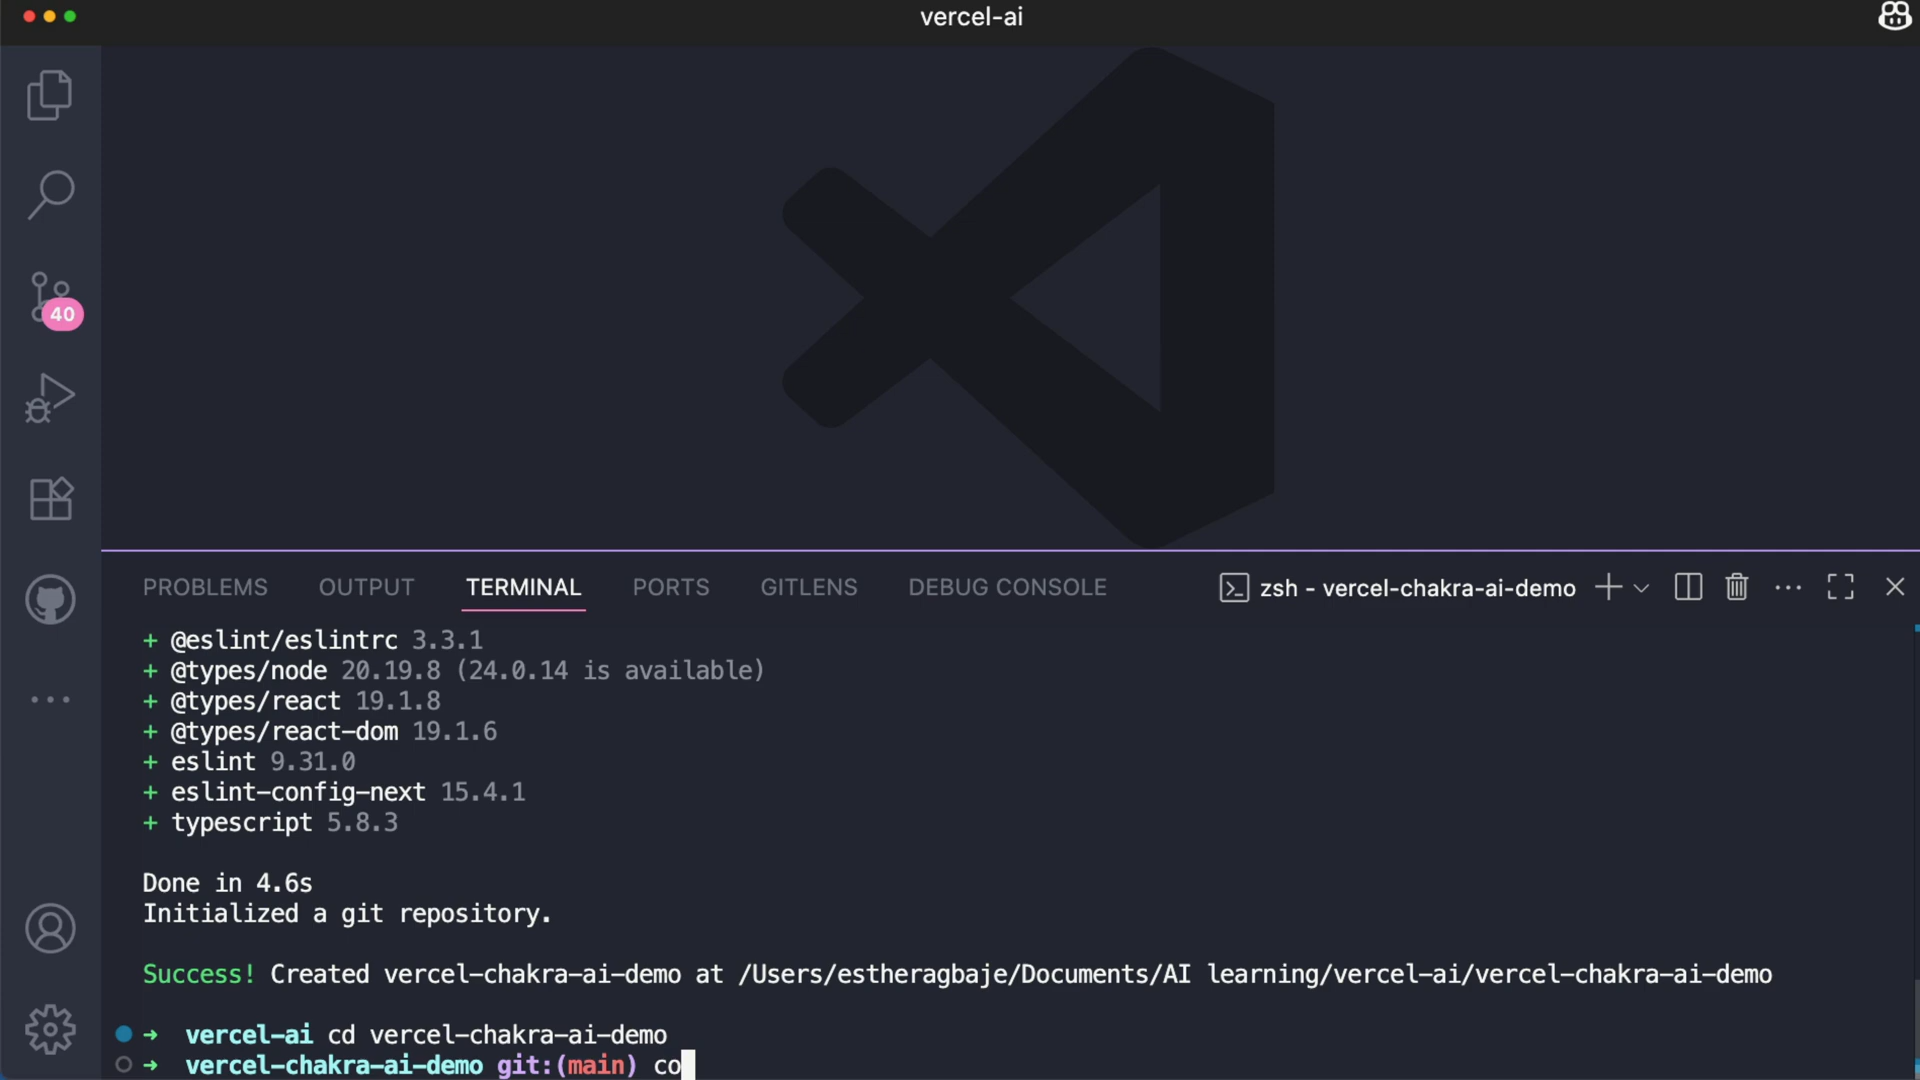 vercel-ai
40
PROBLEMS OUTPUT TERMINAL PORTS GITLENS DEBUG CONSOLE zsh - vercel-chakra-ai-demo
+ @eslint/eslintrc 3.3.1
+ @types/node 20.19.8 (24.0.14 is available)
+ @types/react 19.1.8
+ @types/react-dom 19.1.6
+ eslint 9.31.0
+ eslint-config-next 15.4.1
+ typescript 5.8.3
Done in 4.6s
Initialized a git repository.
Success! Created vercel-chakra-ai-demo at /Users/estheragbaje/Documents/AI learning/vercel-ai/vercel-chakra-ai-demo
➜ vercel-ai cd vercel-chakra-ai-demo
➜ vercel-chakra-ai-demo git:(main) co